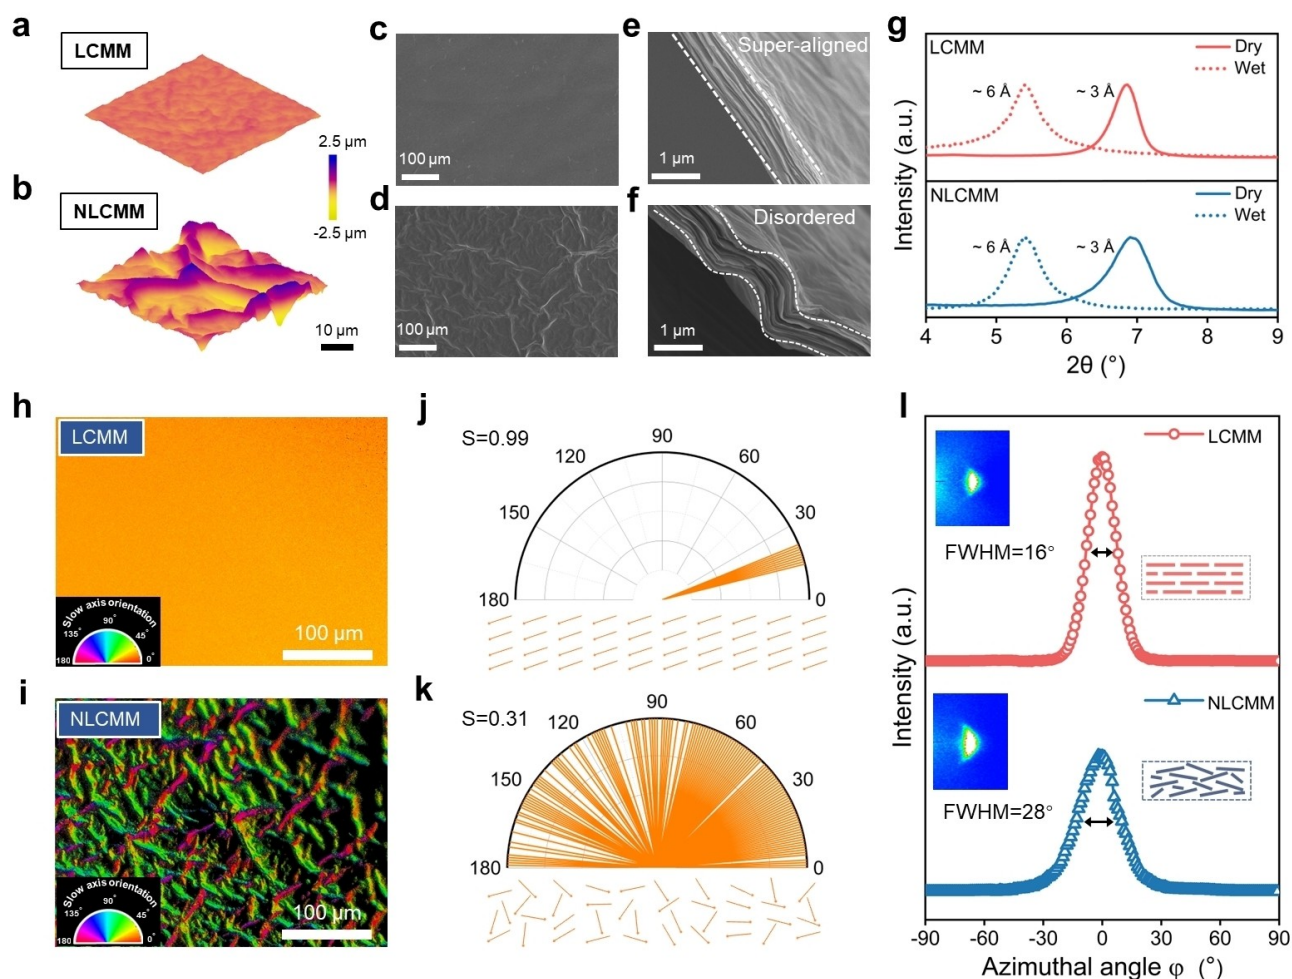 a
LCMM
2.5 µm
-2.5 µm
b
NLCMM
10 µm
c
100 µm
d
100 µm
e
Super-aligned
1 µm
f
Disordered
1 µm
g
LCMM
Dry
Wet
~ 6 Å
~ 3 Å
NLCMM
Dry
Wet
~ 6 Å
~ 3 Å
Intensity (a.u.)
4 5 6 7 8 9
2θ (°)
h
LCMM
Slow axis orientation
180 135° 90° 45° 0°
100 µm
i
NLCMM
Slow axis orientation
180 135° 90° 45° 0°
100 µm
j
S=0.99
180 150 120 90 60 30 0
k
S=0.31
180 150 120 90 60 30 0
l
LCMM
FWHM=16°
NLCMM
FWHM=28°
Intensity (a.u.)
-90 -60 -30 0 30 60 90
Azimuthal angle φ (°)